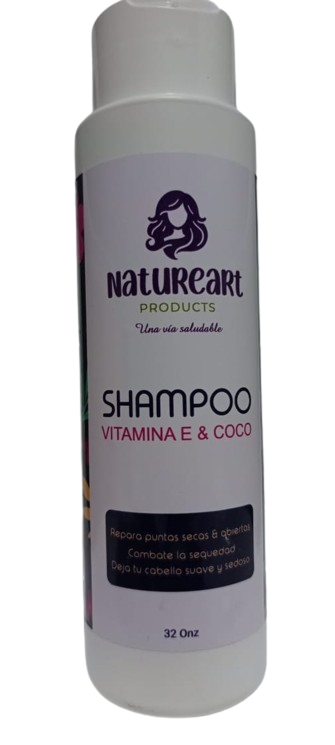 NatUReaRt
PRODUCTS
Una vía saludable
SHAMPOO
VITAMINA E & COCO
Repara puntas secas & abiertas
Combate la sequedad
Deja tu cabello suave y sedoso
32 Onz